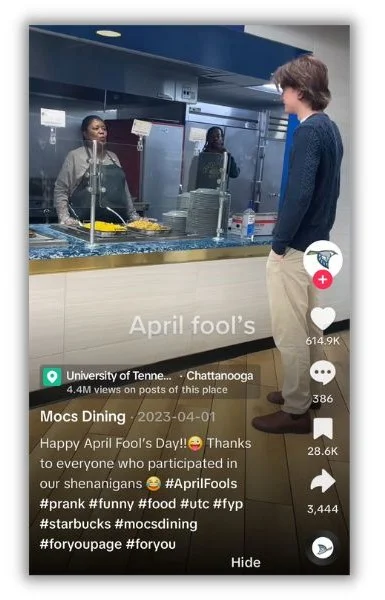 April fool's
University of Tenne... · Chattanooga
4.4M views on posts of this place
Mocs Dining · 2023-04-01
Happy April Fool's Day!!😜 Thanks
to everyone who participated in
our shenanigans 😂 #AprilFools
#prank #funny #food #utc #fyp
#starbucks #mocsdining
#foryoupage #foryou
Hide
614.9K
386
28.6K
3,444